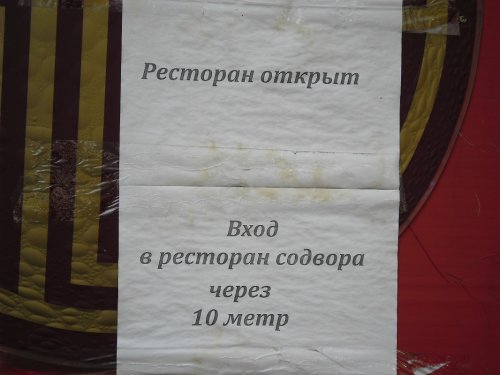 Ресторан открыт
Вход
в ресторан содвора
через
10 метр